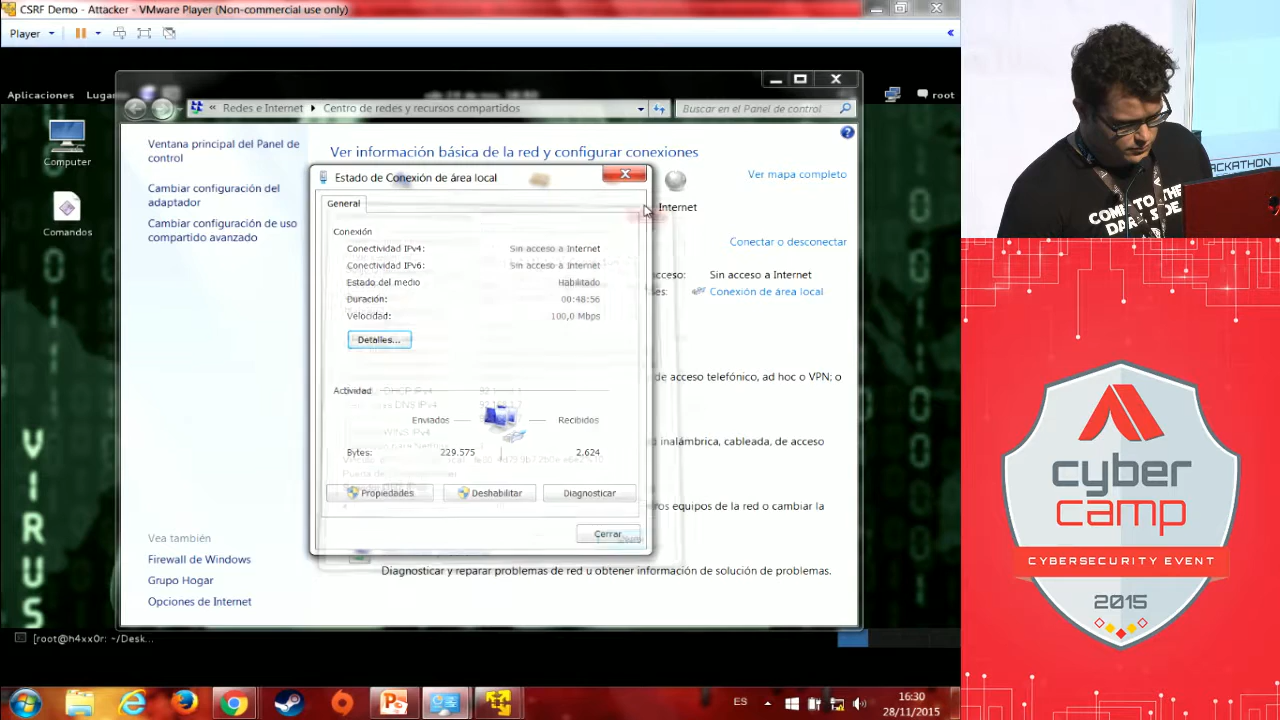 CSRF Demo - Attacker - VMware Player (Non-commercial use only)
Player
Aplicaciones
root
Computer
Comandos
Redes e Internet
Centro de redes y recursos compartidos
Buscar en el Panel de control
Ventana principal del Panel de
control
Cambiar configuración del
adaptador
Cambiar configuración de uso
compartido avanzado
Ver información básica de la red y configurar conexiones
Ver mapa completo
Internet
Conectar o desconectar
Sin acceso a Internet
Conexión de área local
Estado de Conexión de área local
General
Conexión
Conectividad IPv4: Sin acceso a Internet
Conectividad IPv6: Sin acceso a Internet
Estado del medio Habilitado
Duración: 00:48:56
Velocidad: 100,0 Mbps
Detalles...
Actividad
Enviados Recibidos
Bytes: 229.575 2.624
Propiedades Deshabilitar Diagnosticar
Cerrar
de acceso telefónico, ad hoc o VPN; o
inalámbrica, cableada, de acceso
equipos de la red o cambiar la
Diagnosticar y reparar problemas de red u obtener información de solución de problemas.
Vea también
Firewall de Windows
Grupo Hogar
Opciones de Internet
VIRUS
[root@h4xx0r: ~/Desk...
ES
16:30
28/11/2015
COME TO THE
DARK SIDE
HACKATHON
cyber
camp
CYBERSECURITY EVENT
2015